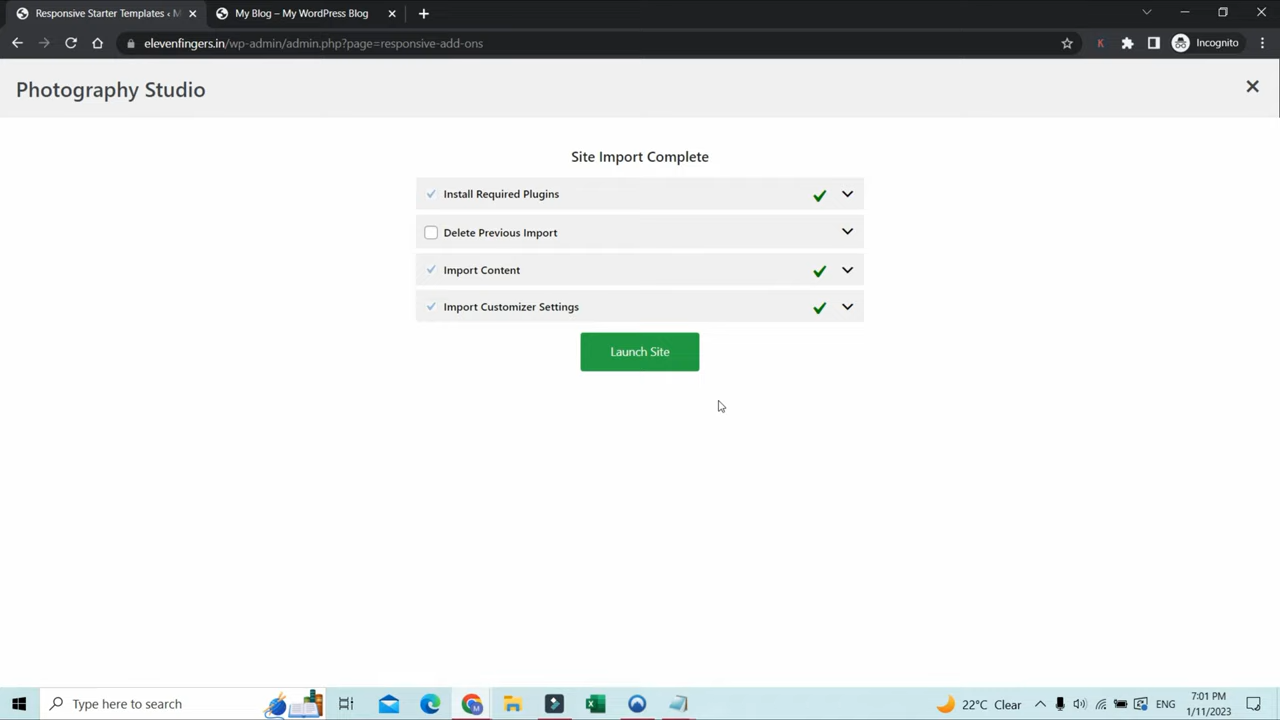 Responsive Starter Templates ‹ M
My Blog – My WordPress Blog
elevenfingers.in/wp-admin/admin.php?page=responsive-add-ons
Incognito
Photography Studio
Site Import Complete
Install Required Plugins
Delete Previous Import
Import Content
Import Customizer Settings
Launch Site
Type here to search
22°C Clear
ENG
7:01 PM
1/11/2023